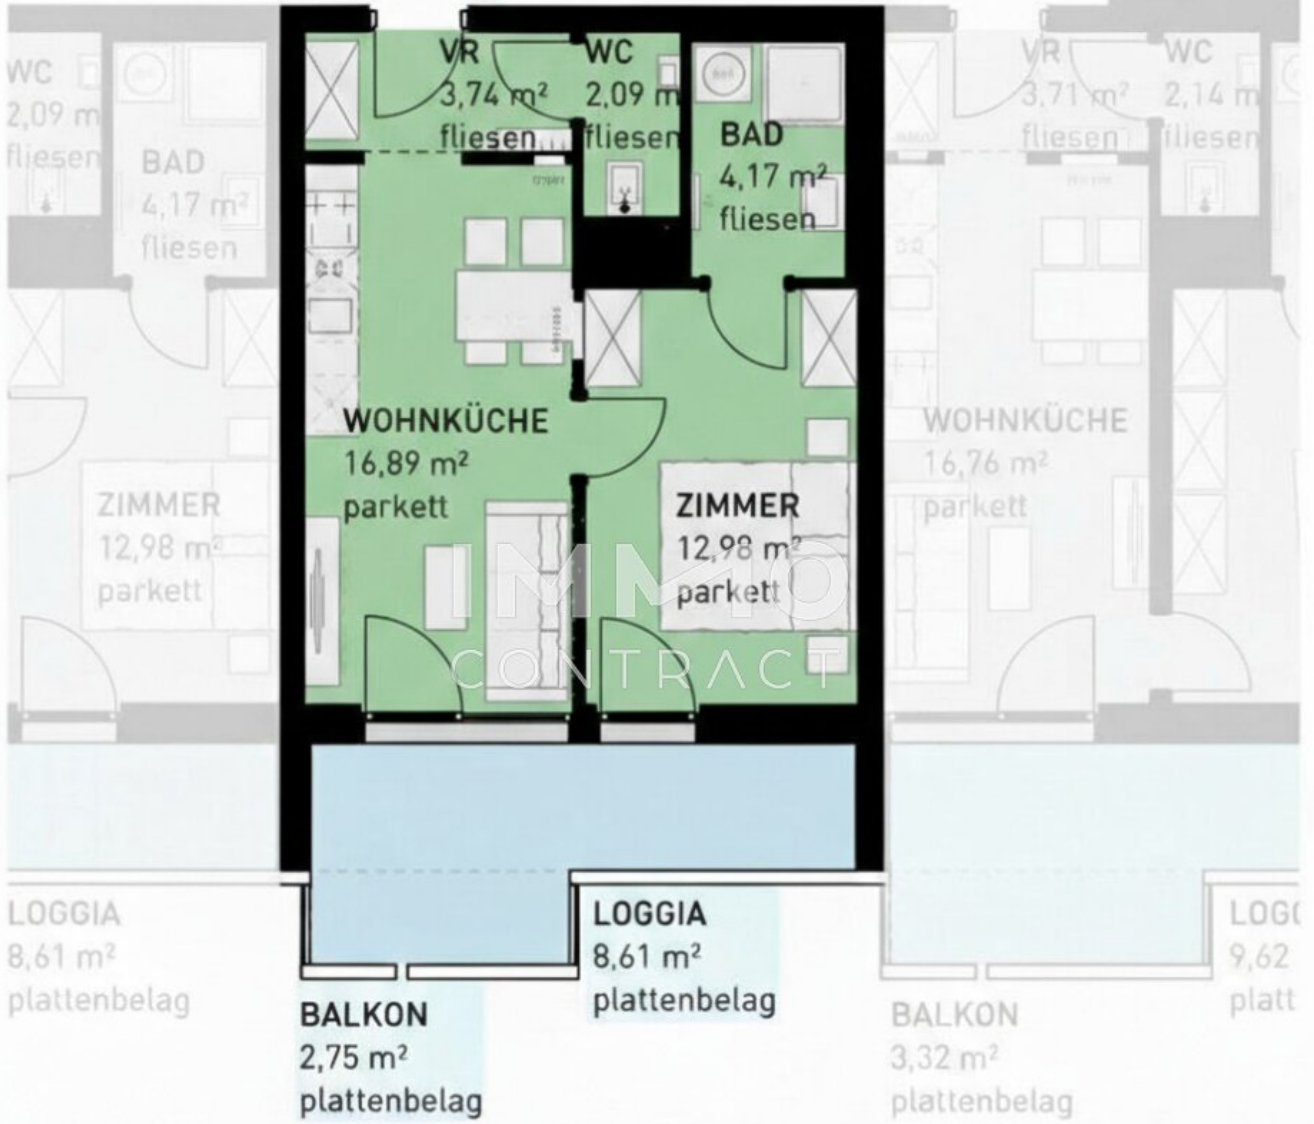 WC
2,09 m
fliesen
BAD
4,17 m²
fliesen
ZIMMER
12,98 m²
parkett
VR
3,74 m²
fliesen
WC
2,09 m
fliesen
BAD
4,17 m²
fliesen
WOHNKÜCHE
16,89 m²
parkett
ZIMMER
12,98 m²
parkett
IMMO
CONTRACT
VR
3,71 m²
fliesen
WC
2,14 m
fliesen
WOHNKÜCHE
16,76 m²
parkett
LOGGIA
8,61 m²
plattenbelag
BALKON
2,75 m²
plattenbelag
LOGGIA
8,61 m²
plattenbelag
BALKON
3,32 m²
plattenbelag
LOGG
9,62
platt